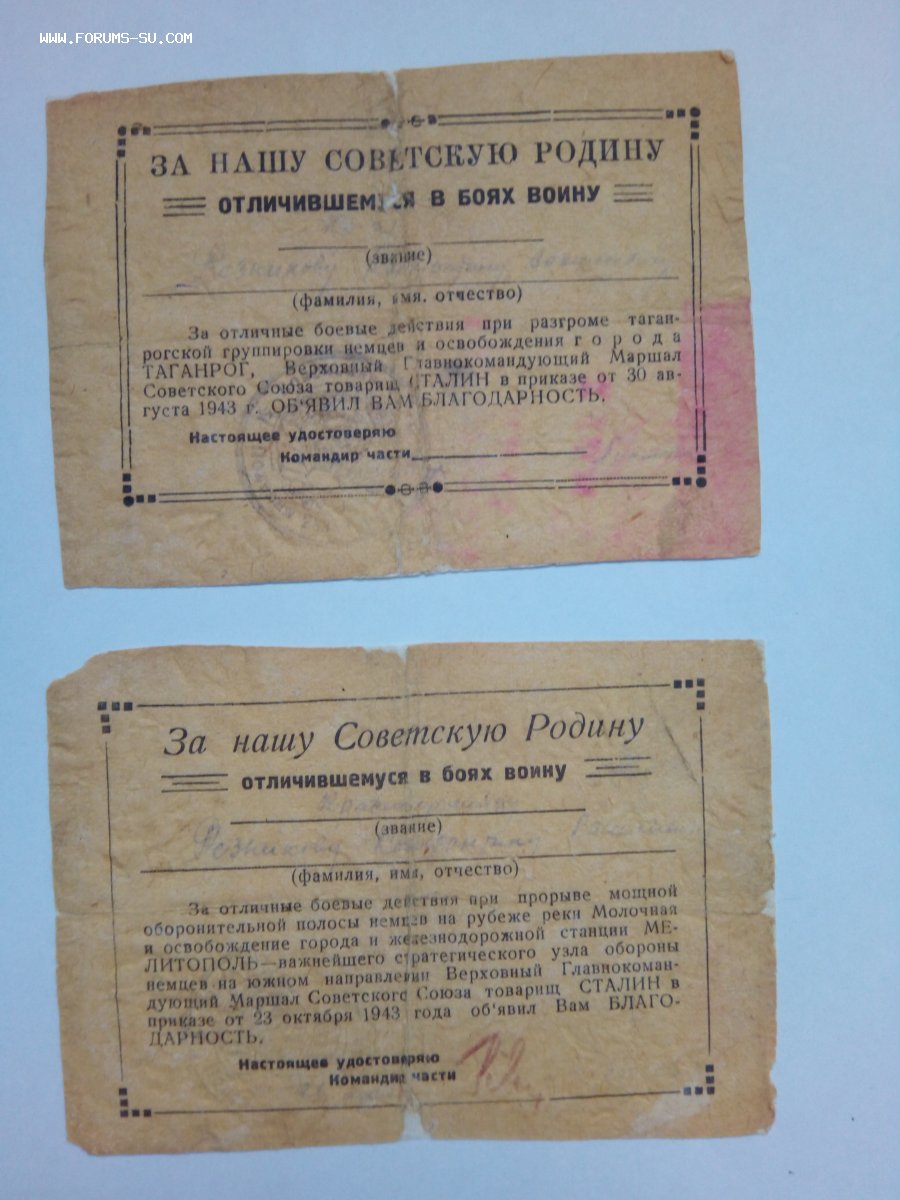 WWW.FORUMS-SU.COM
ЗА НАШУ СОВЕТСКУЮ РОДИНУ
ОТЛИЧИВШЕМУСЯ В БОЯХ ВОИНУ
(звание)
Резникову
(фамилия, имя, отчество)
За отличные боевые действия при разгроме таган-
рогской группировки немцев и освобождения города
ТАГАНРОГ, Верховный Главнокомандующий Маршал
Советского Союза товарищ СТАЛИН в приказе от 30 ав-
густа 1943 г. ОБ'ЯВИЛ ВАМ БЛАГОДАРНОСТЬ.
Настоящее удостоверяю
Командир части
За нашу Советскую Родину
отличившемуся в боях воину
(звание)
Резникову
(фамилия, имя, отчество)
За отличные боевые действия при прорыве мощной
оборонительной полосы немцев на рубеже реки Молочная
и освобождение города и железнодорожной станции МЕ-
ЛИТОПОЛЬ—важнейшего стратегического узла обороны
немцев на южном направлении Верховный Главнокоман-
дующий Маршал Советского Союза товарищ СТАЛИН в
приказе от 23 октября 1943 года об'явил Вам БЛАГО-
ДАРНОСТЬ.
Настоящее удостоверяю
Командир части